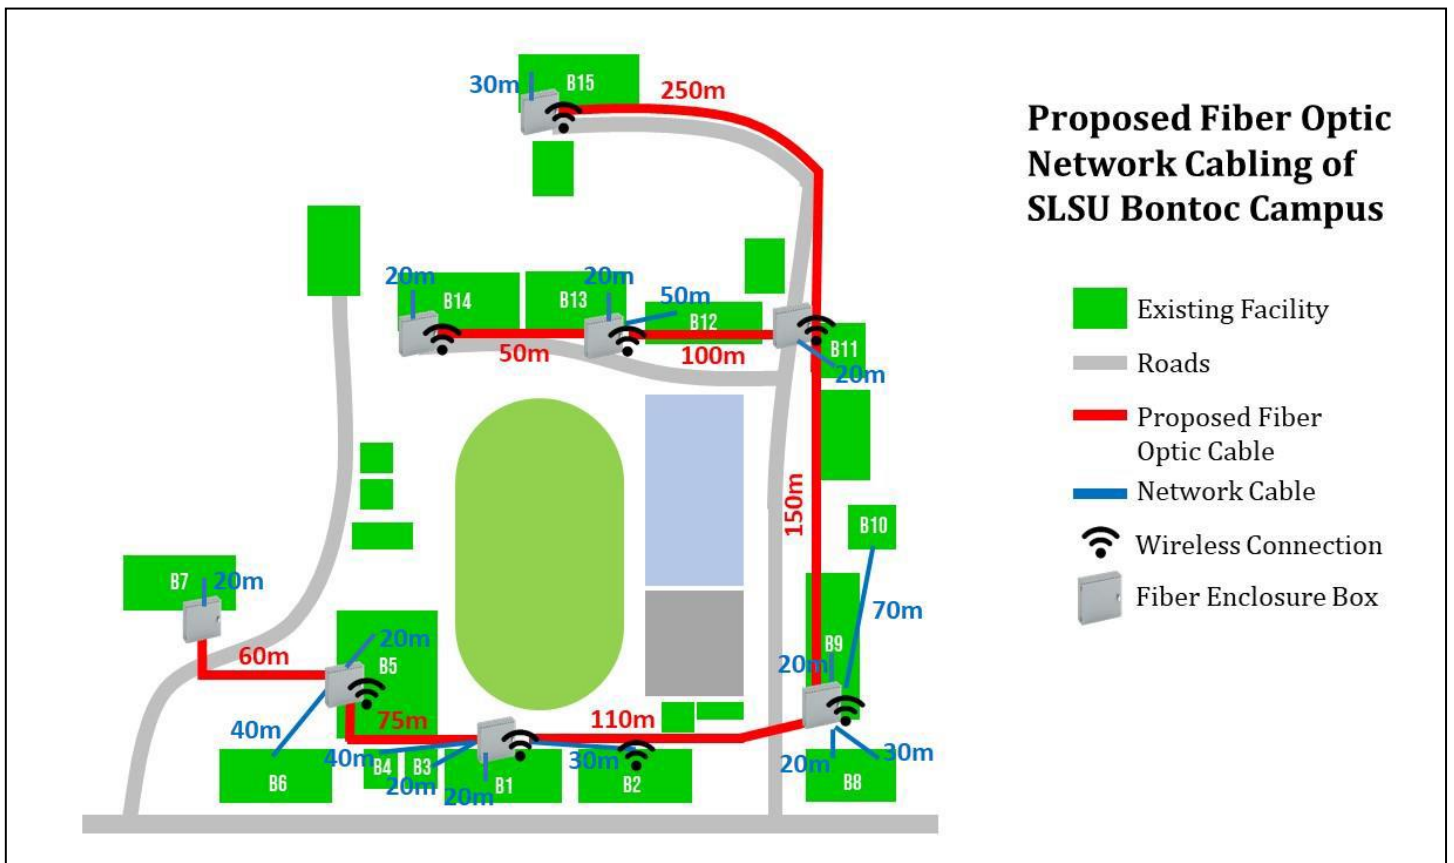 B15
30m
250m
Proposed Fiber Optic
Network Cabling of
SLSU Bontoc Campus
20m
B14
20m
B13
50m
B12
50m
100m
B11
20m
Existing Facility
Roads
Proposed Fiber
Optic Cable
Network Cable
Wireless Connection
Fiber Enclosure Box
150m
B10
70m
B7
20m
60m
20m
B5
B9
20m
40m
75m
110m
40m
B4
B3
20m
20m
B1
30m
B2
B6
20m
30m
B8